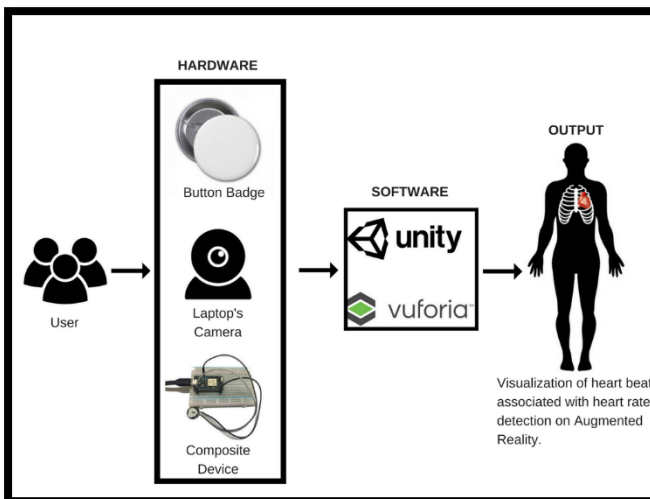 HARDWARE
Button Badge
Laptop's
Camera
Composite
Device
User
SOFTWARE
unity
vuforia™
OUTPUT
Visualization of heart beat
associated with heart rate
detection on Augmented
Reality.